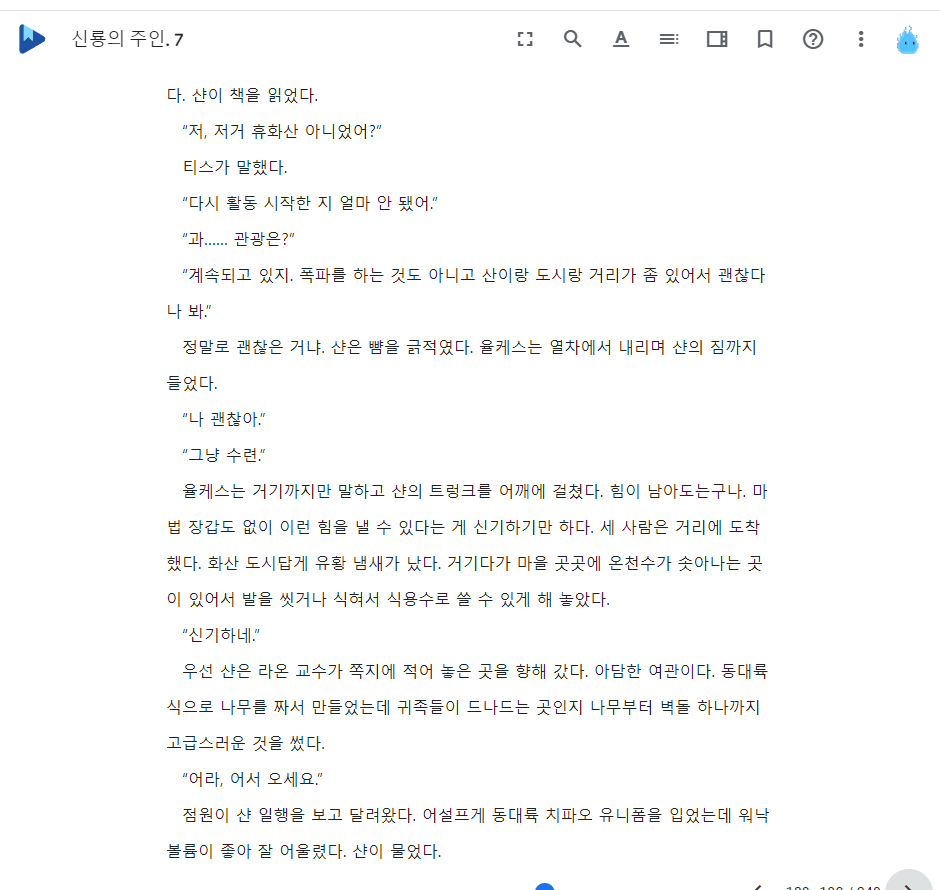 신룡의 주인. 7
다. 샨이 책을 읽었다.
“저, 저거 휴화산 아니었어?”
티스가 말했다.
“다시 활동 시작한 지 얼마 안 됐어.”
“과…… 관광은?”
“계속되고 있지. 폭파를 하는 것도 아니고 산이랑 도시랑 거리가 좀 있어서 괜찮다
나 봐.”
정말로 괜찮은 거냐. 샨은 뺨을 긁적였다. 율케스는 열차에서 내리며 샨의 짐까지
들었다.
“나 괜찮아.”
“그냥 수련.”
율케스는 거기까지만 말하고 샨의 트렁크를 어깨에 걸쳤다. 힘이 남아도는구나. 마
법 장갑도 없이 이런 힘을 낼 수 있다는 게 신기하기만 하다. 세 사람은 거리에 도착
했다. 화산 도시답게 유황 냄새가 났다. 거기다가 마을 곳곳에 온천수가 솟아나는 곳
이 있어서 발을 씻거나 식혀서 식용수로 쓸 수 있게 해 놓았다.
“신기하네.”
우선 샨은 라온 교수가 쪽지에 적어 놓은 곳을 향해 갔다. 아담한 여관이다. 동대륙
식으로 나무를 짜서 만들었는데 귀족들이 드나드는 곳인지 나무부터 벽돌 하나까지
고급스러운 것을 썼다.
“어라, 어서 오세요.”
점원이 샨 일행을 보고 달려왔다. 어설프게 동대륙 치파오 유니폼을 입었는데 워낙
볼륨이 좋아 잘 어울렸다. 샨이 물었다.